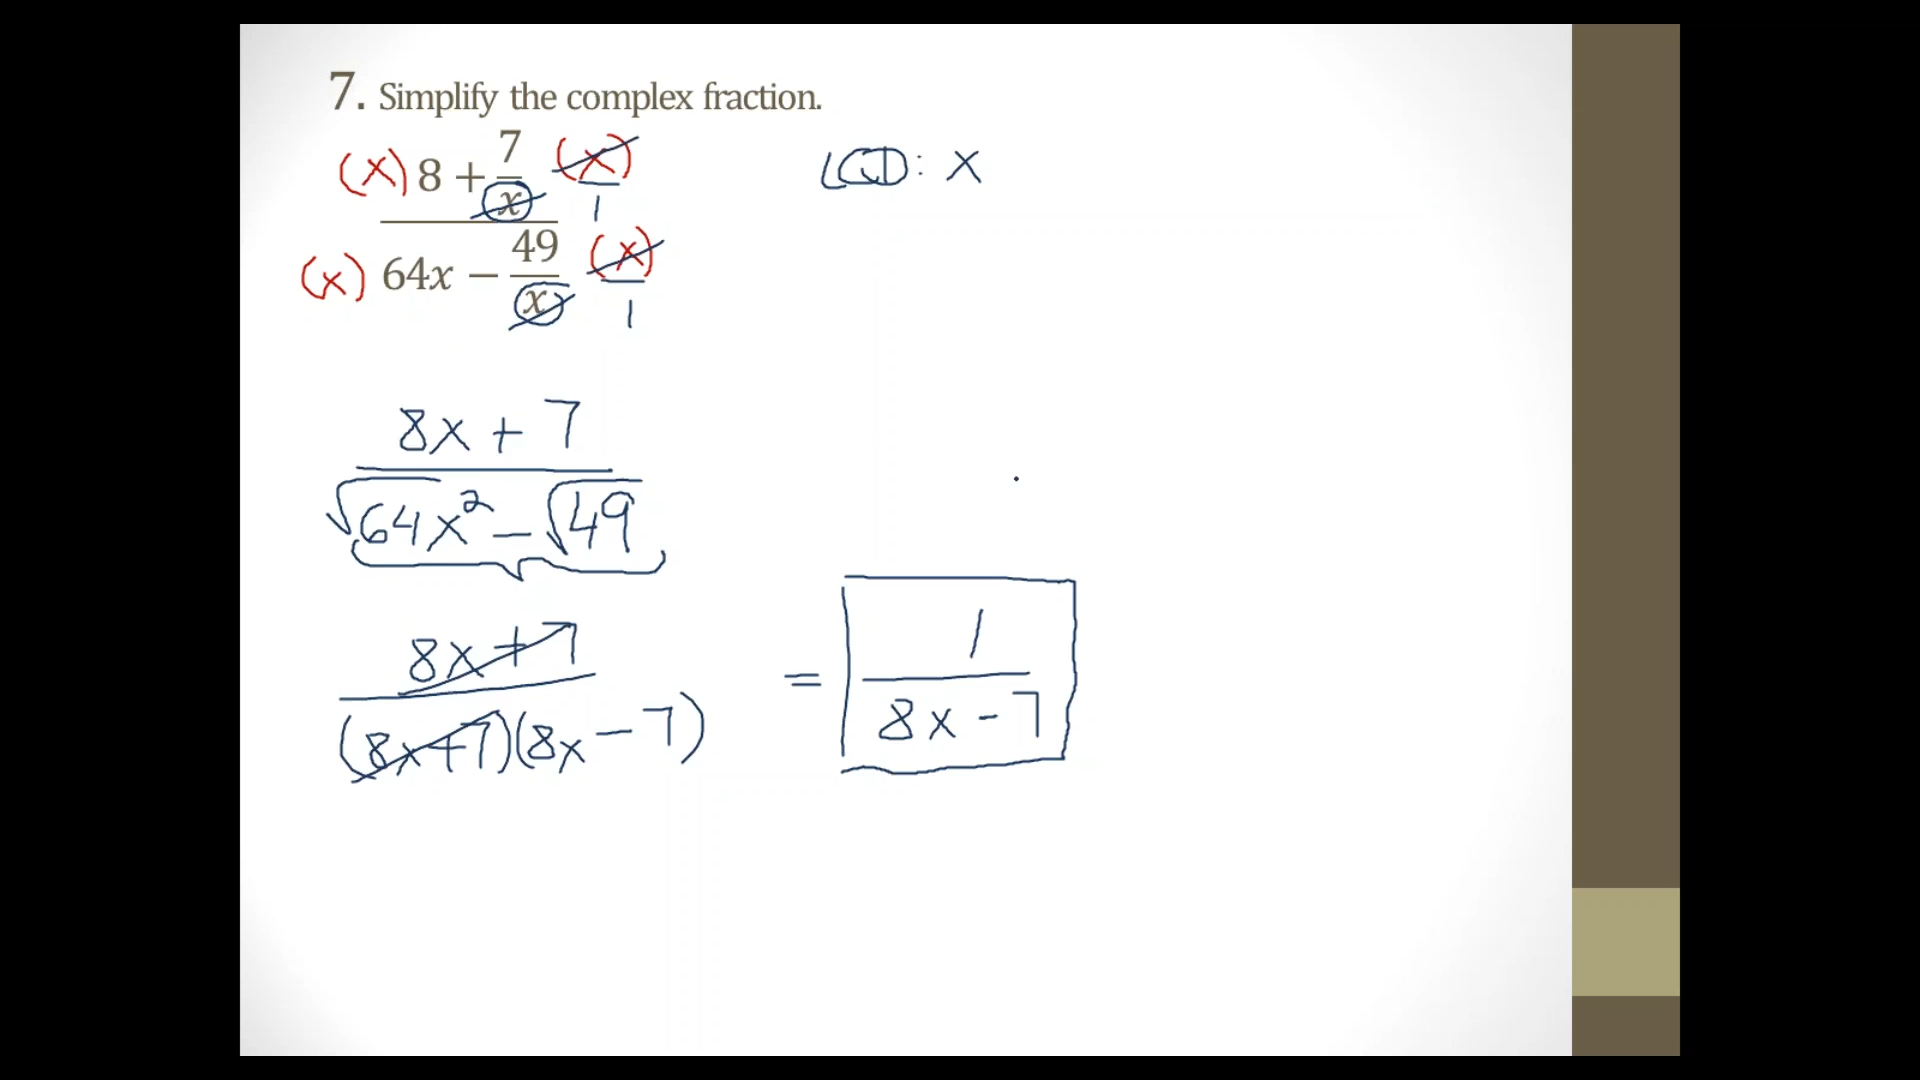 7. Simplify the complex fraction.
(x) 8 + 7/x (x)/1
(x) 64x − 49/x (x)/1
LCD: X
8x + 7
√64x² − √49
8x + 7
(8x+7)(8x − 7)
= 1
8x - 7